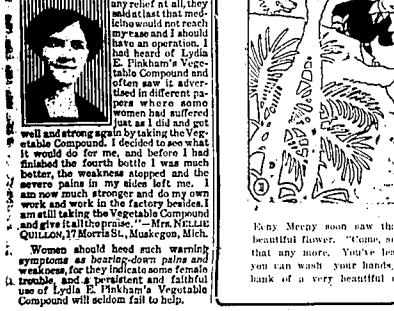 any relief at all, they
said at last that med-
icine would not reach
my case and I should
have an operation. I
had heard of Lydia
E. Pinkham's Vege-
table Compound and
often saw it adver-
tised in different pa-
pers where some
women had suffered
just as I did and got
well and strong again by taking the Veg-
etable Compound. I decided to see what
it would do for me, and before I had
finished the fourth bottle I was much
better, the weakness stopped and the
severe pains in my sides left me. I
am now much stronger and do my own
work and work in the factory besides. I
am still taking the Vegetable Compound
and give it all the praise."—Mrs. NELLIE
QUILLON, 17 Morris St., Muskegon, Mich.
Women should heed such warning
symptoms as bearing-down pains and
weakness, for they indicate some female
trouble, and a persistent and faithful
use of Lydia E. Pinkham's Vegetable
Compound will seldom fail to help.
Eeny Meeny soon saw tha
beautiful flower. "Come, s
that any more. You've le
you can wash your hands,
bank of a very beautiful